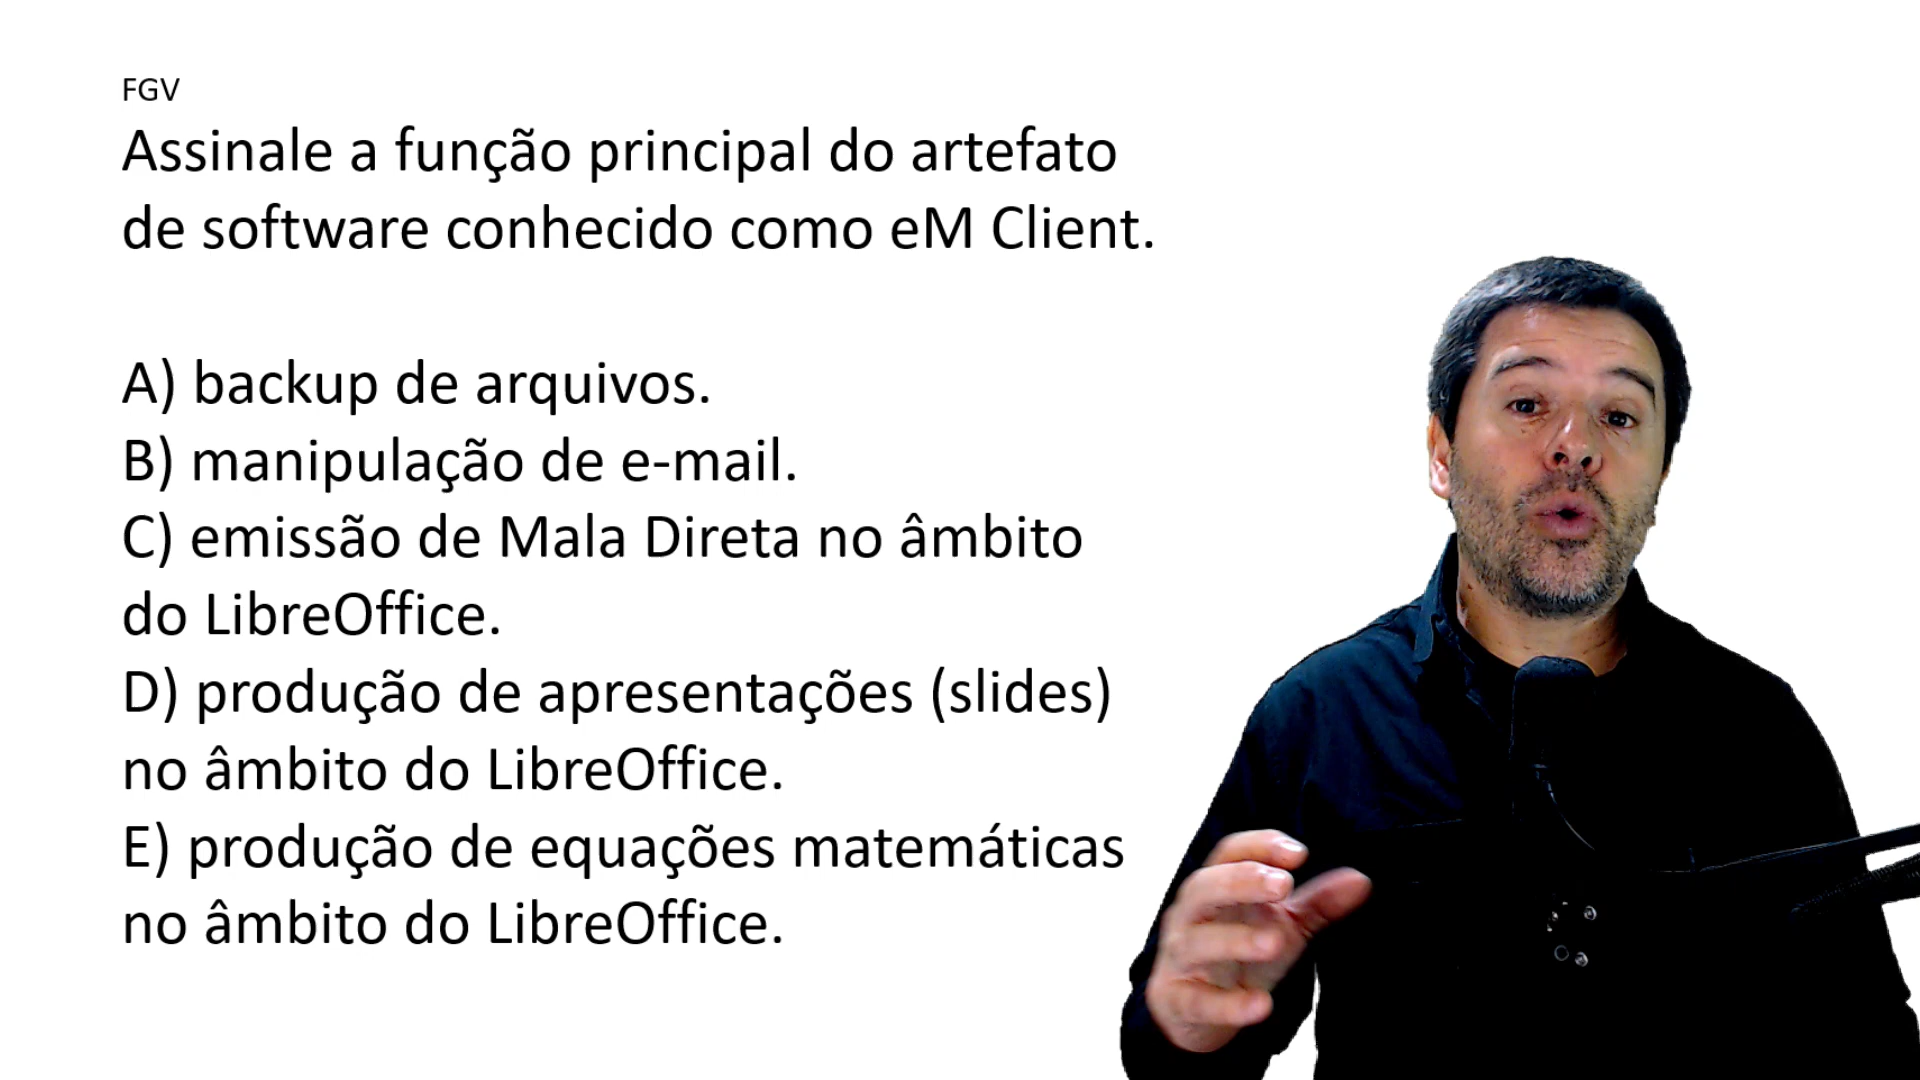 FGV
Assinale a função principal do artefato
de software conhecido como eM Client.
A) backup de arquivos.
B) manipulação de e-mail.
C) emissão de Mala Direta no âmbito
do LibreOffice.
D) produção de apresentações (slides)
no âmbito do LibreOffice.
E) produção de equações matemáticas
no âmbito do LibreOffice.